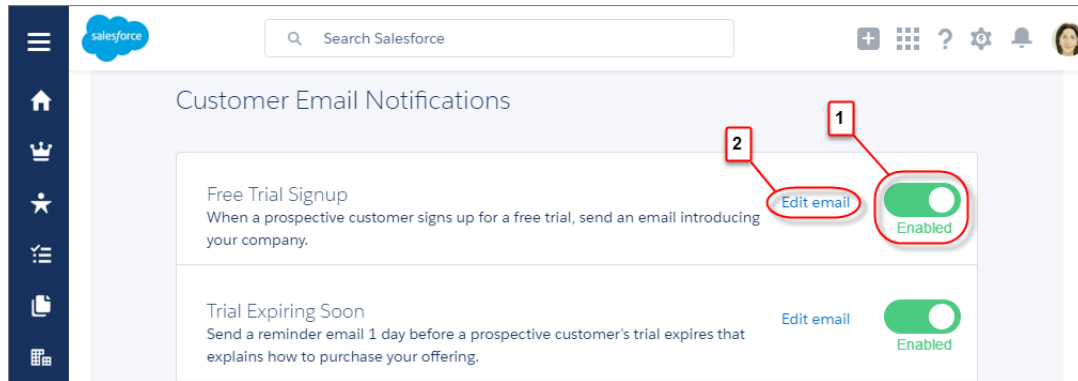 salesforce
Search Salesforce
Customer Email Notifications
1
2
Free Trial Signup
When a prospective customer signs up for a free trial, send an email introducing
your company.
Edit email
Enabled
Trial Expiring Soon
Send a reminder email 1 day before a prospective customer's trial expires that
explains how to purchase your offering.
Edit email
Enabled